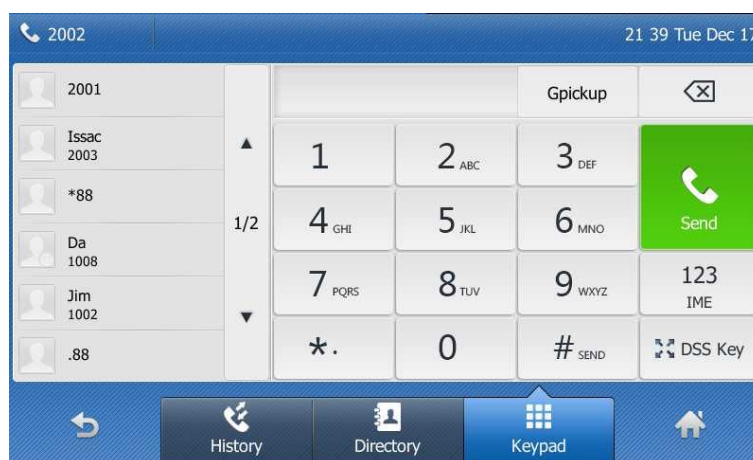 2002
21 39 Tue Dec 17
2001
Issac
2003
*88
Da
1008
Jim
1002
.88
1/2
Gpickup
1
2 ABC
3 DEF
Send
4 GHI
5 JKL
6 MNO
7 PQRS
8 TUV
9 WXYZ
123
IME
*.
0
# SEND
DSS Key
History
Directory
Keypad